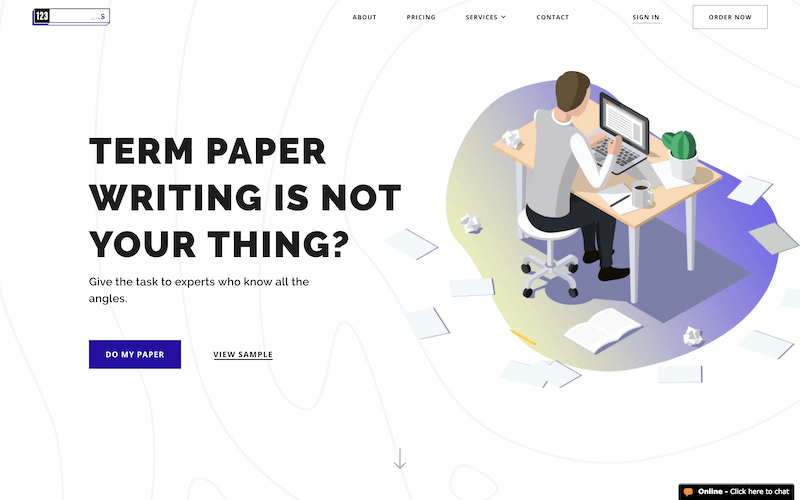 123
S
ABOUT
PRICING
SERVICES
CONTACT
SIGN IN
ORDER NOW
TERM PAPER
WRITING IS NOT
YOUR THING?
Give the task to experts who know all the
angles.
DO MY PAPER
VIEW SAMPLE
Online - Click here to chat